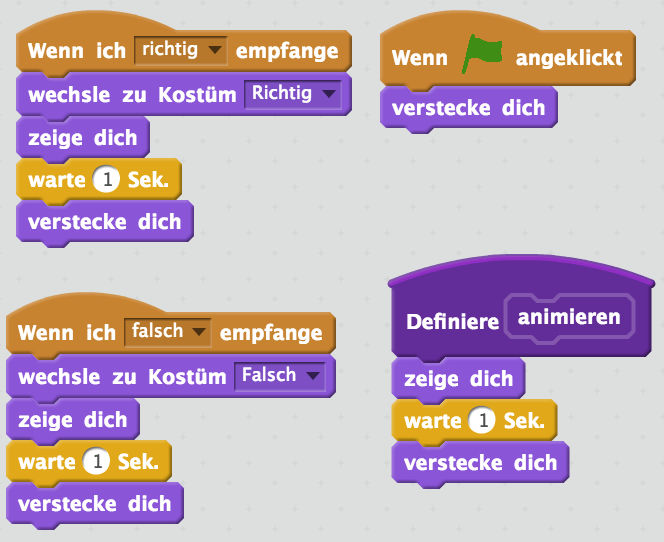 Wenn ich richtig empfange
wechsle zu Kostüm Richtig
zeige dich
warte 1 Sek.
verstecke dich
Wenn angeklickt
verstecke dich
Wenn ich falsch empfange
wechsle zu Kostüm Falsch
zeige dich
warte 1 Sek.
verstecke dich
Definiere animieren
zeige dich
warte 1 Sek.
verstecke dich